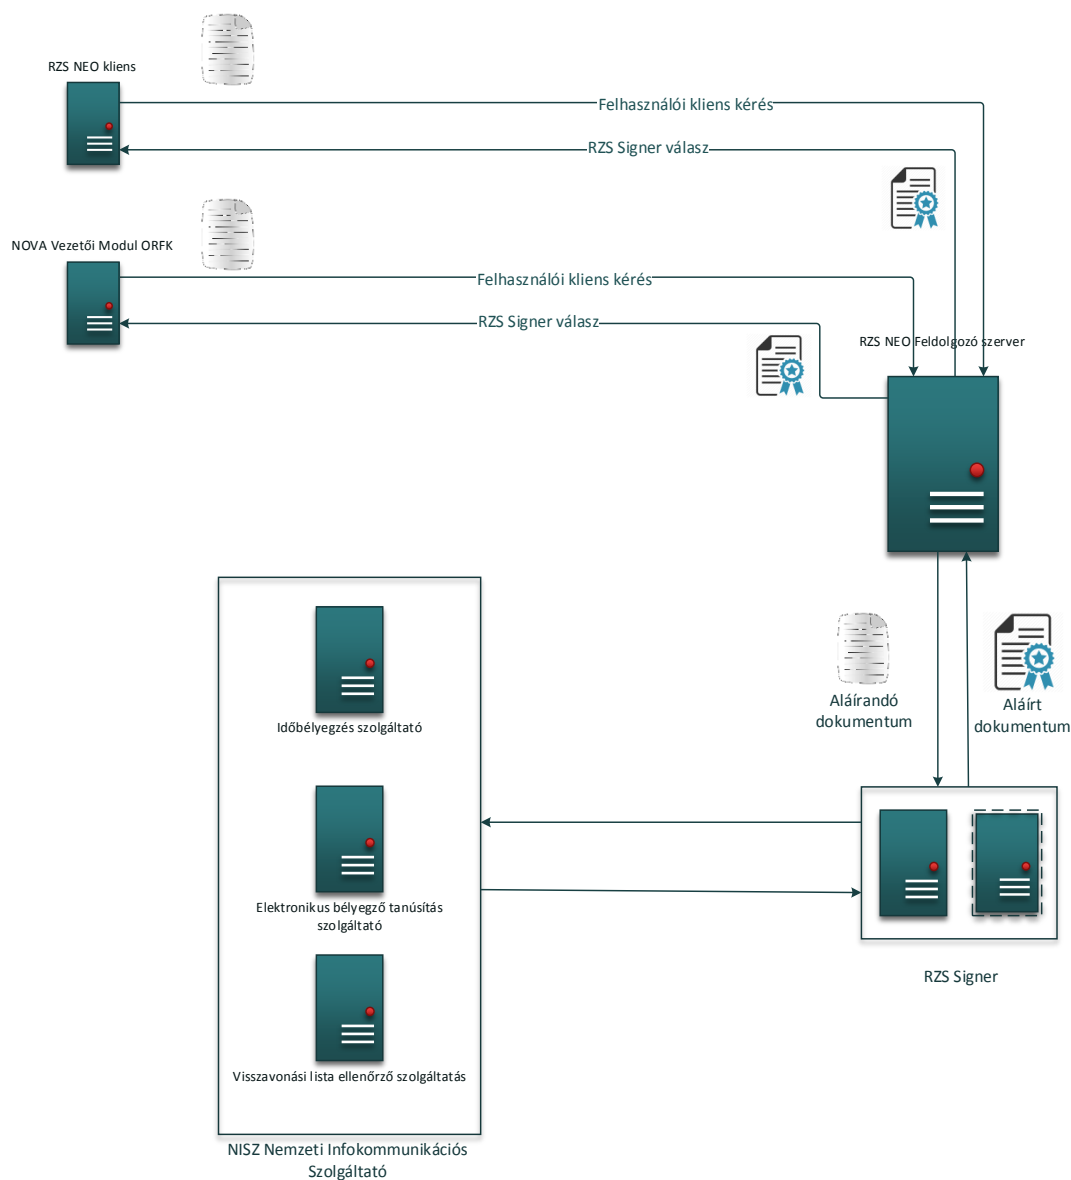 RZS NEO kliens
Felhasználói kliens kérés
RZS Signer válasz
NOVA Vezetői Modul ORFK
Felhasználói kliens kérés
RZS Signer válasz
RZS NEO Feldolgozó szerver
Aláírandó
dokumentum
Aláírt
dokumentum
Időbélyegzés szolgáltató
Elektronikus bélyegző tanúsítás
szolgáltató
RZS Signer
Visszavonási lista ellenőrző szolgáltatás
NISZ Nemzeti Infokommunikációs
Szolgáltató